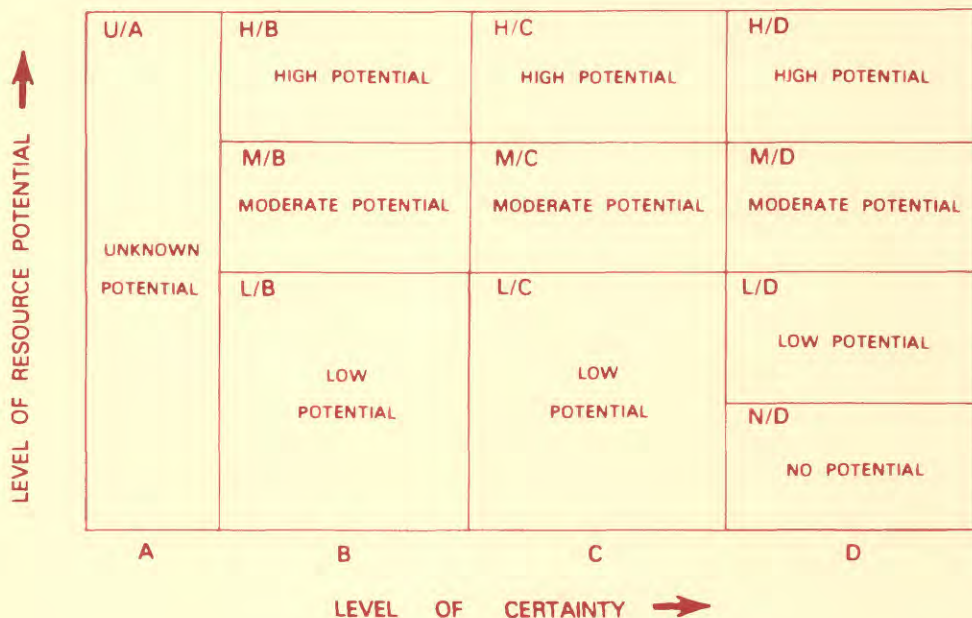 LEVEL OF RESOURCE POTENTIAL
U/A
H/B
H/C
H/D
HIGH POTENTIAL
HIGH POTENTIAL
HIGH POTENTIAL
M/B
M/C
M/D
MODERATE POTENTIAL
MODERATE POTENTIAL
MODERATE POTENTIAL
UNKNOWN
POTENTIAL
L/B
L/C
L/D
LOW POTENTIAL
LOW
POTENTIAL
LOW
POTENTIAL
N/D
NO POTENTIAL
A
B
C
D
LEVEL OF CERTAINTY